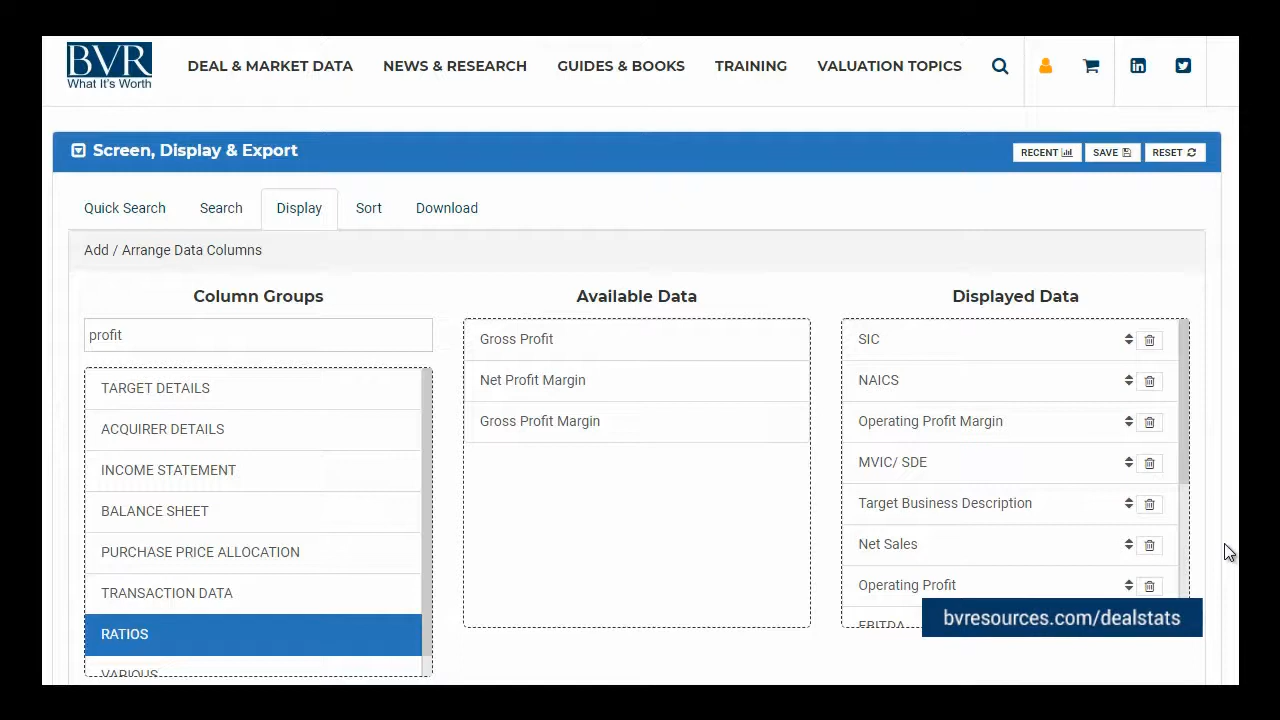 BVR
What It's Worth
DEAL & MARKET DATA NEWS & RESEARCH GUIDES & BOOKS TRAINING VALUATION TOPICS
Screen, Display & Export
RECENT SAVE RESET
Quick Search Search Display Sort Download
Add / Arrange Data Columns
Column Groups
profit
TARGET DETAILS
ACQUIRER DETAILS
INCOME STATEMENT
BALANCE SHEET
PURCHASE PRICE ALLOCATION
TRANSACTION DATA
RATIOS
VARIOUS
Available Data
Gross Profit
Net Profit Margin
Gross Profit Margin
Displayed Data
SIC
NAICS
Operating Profit Margin
MVIC/ SDE
Target Business Description
Net Sales
Operating Profit
EBITDA
bvresources.com/dealstats